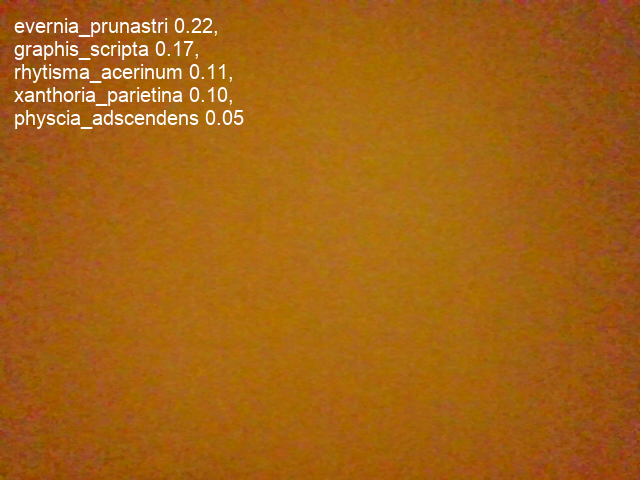 evernia_prunastri 0.22,
graphis_scripta 0.17,
rhytisma_acerinum 0.11,
xanthoria_parietina 0.10,
physcia_adscendens 0.05